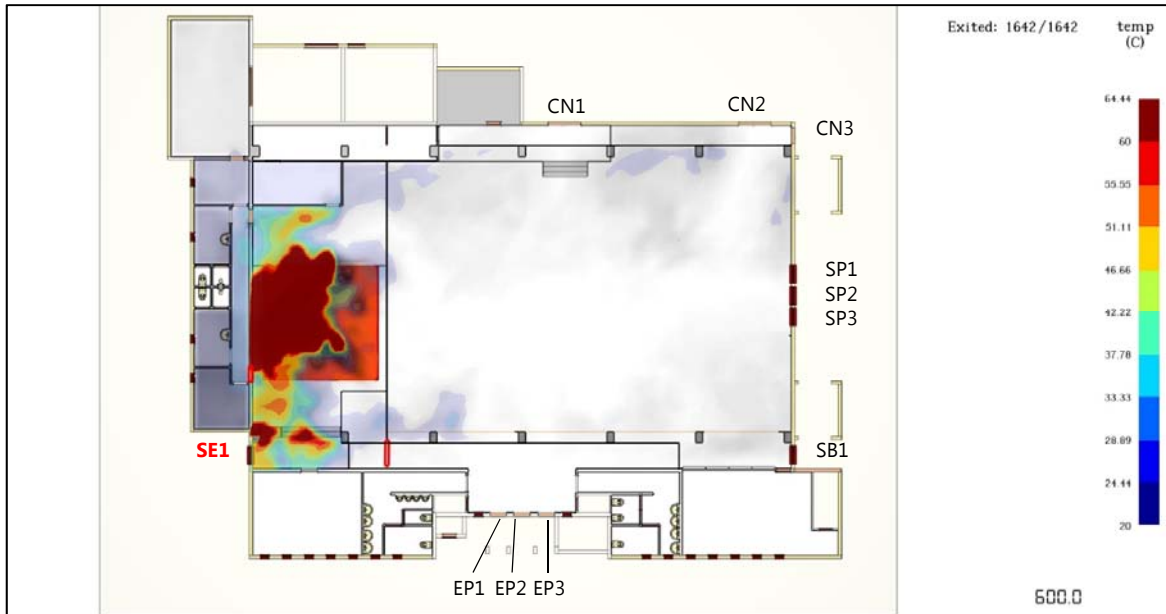 Exited: 1642/1642
temp
(C)
64.44
60
55.55
51.11
46.66
42.22
37.78
33.33
28.89
24.44
20
CN1
CN2
CN3
SP1
SP2
SP3
SE1
SB1
EP1 EP2 EP3
600.0